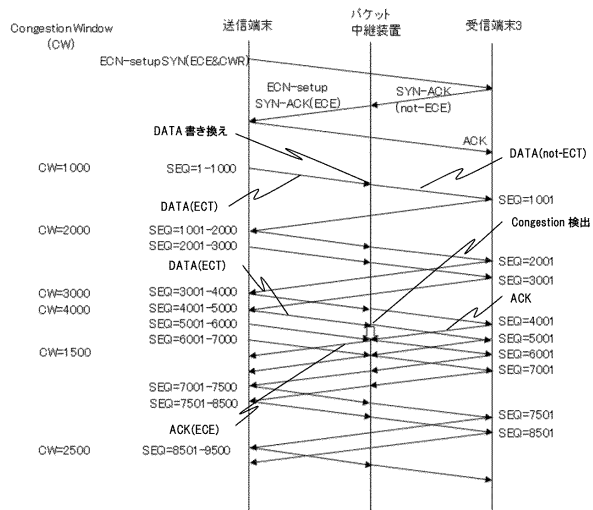 Congestion Window
(CW)
送信端末
パケット
中継装置
受信端末3
ECN-setup SYN(ECE&CWR)
ECN-setup
SYN-ACK(ECE)
SYN-ACK
(not-ECE)
ACK
DATA 書き換え
DATA(not-ECT)
CW=1000
SEQ=1-1000
DATA(ECT)
SEQ=1001
Congestion 検出
CW=2000
SEQ=1001-2000
SEQ=2001-3000
SEQ=2001
DATA(ECT)
SEQ=3001
CW=3000
SEQ=3001-4000
ACK
CW=4000
SEQ=4001-5000
SEQ=4001
SEQ=5001-6000
SEQ=5001
SEQ=6001-7000
CW=1500
SEQ=6001
SEQ=7001
SEQ=7001-7500
SEQ=7501-8500
SEQ=7501
ACK(ECE)
SEQ=8501
CW=2500
SEQ=8501-9500